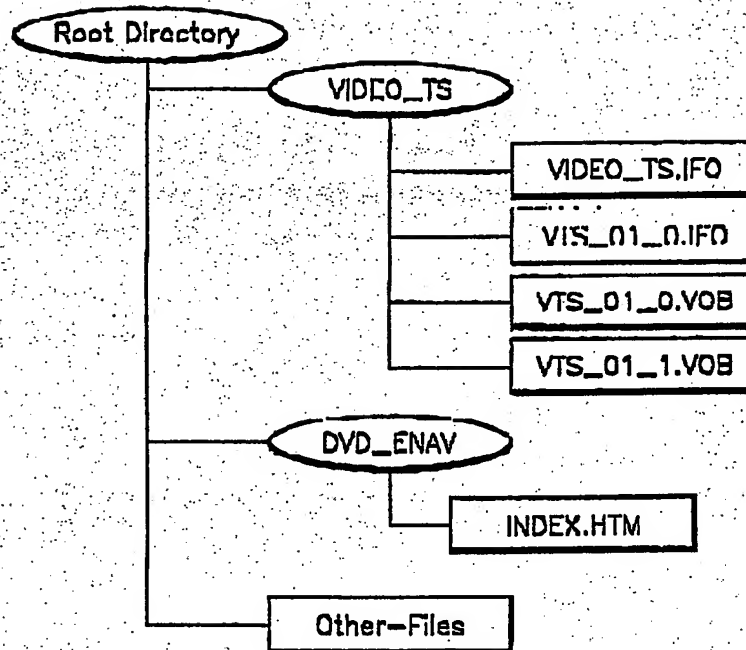 Root Directory
VIDEO_TS
VIDEO_TS.IFO
VTS_01_0.IFO
VTS_01_0.VOB
VTS_01_1.VOB
DVD_ENAV
INDEX.HTM
Other-Files